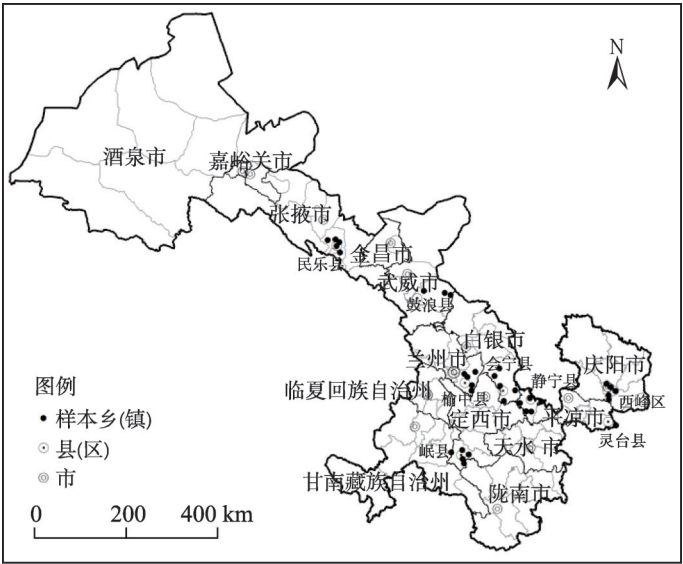 N
酒泉市
嘉峪关市
张掖市
民乐县
金昌市
武威市
鼓浪县
白银市
兰州市
会宁县
静宁县
庆阳市
临夏回族自治州
榆中县
西峰区
定西市
平凉市
灵台县
岷县
天水市
甘南藏族自治州
陇南市
图例
样本乡(镇)
县(区)
市
0 200 400 km